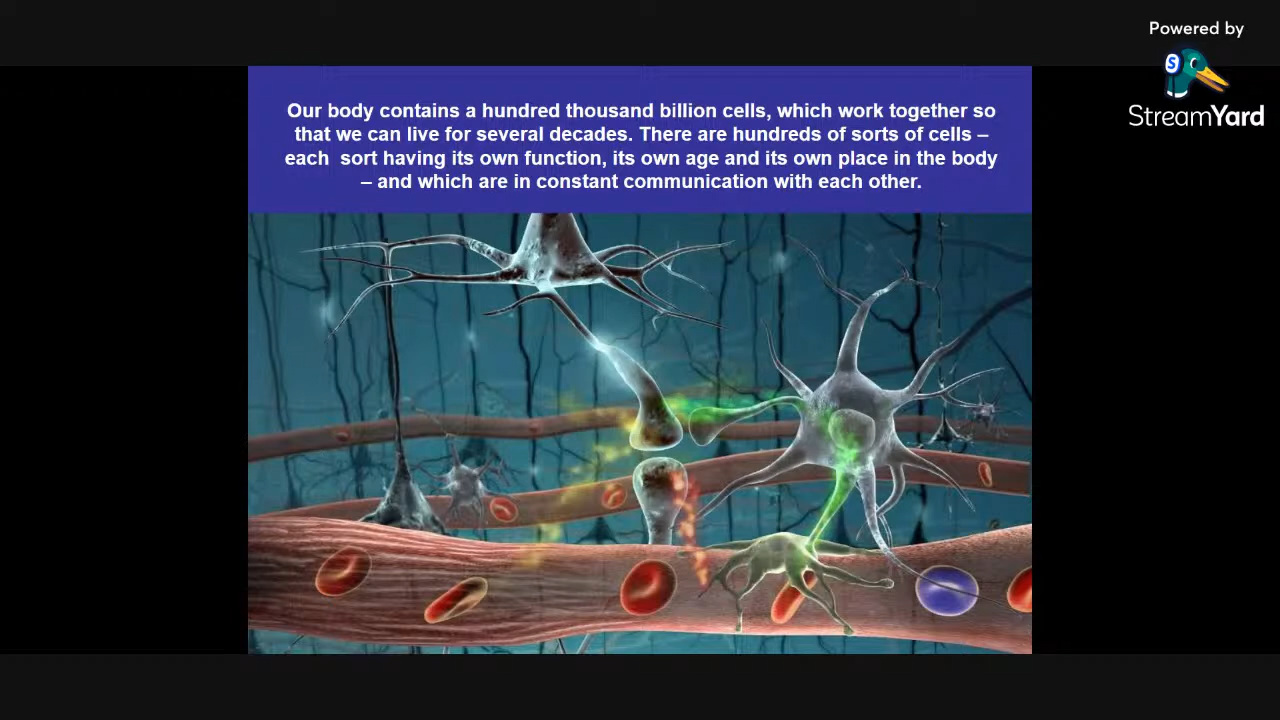 Powered by
S
StreamYard
Our body contains a hundred thousand billion cells, which work together so
that we can live for several decades. There are hundreds of sorts of cells –
each  sort having its own function, its own age and its own place in the body
– and which are in constant communication with each other.